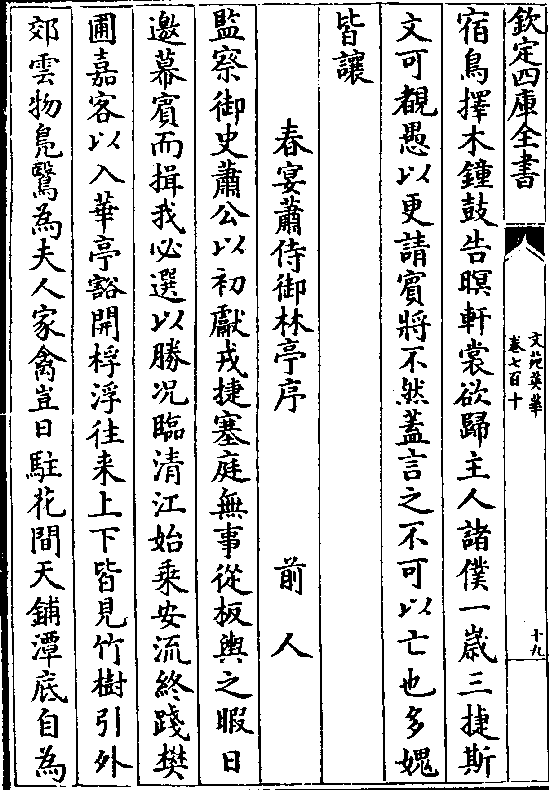 欽定四庫全書
文苑英華
卷七百十
十九
宿鳥擇木鐘鼓告暝軒裳欲歸主人諸僕一歲三捷斯
文可覩愚以更請賓將不然蓋言之不可以亡也多媿
皆讓
春宴蕭侍御林亭序　前人
監察御史蕭公以初獻戎捷塞庭無事從板輿之暇日
邀幕賓而揖我必選以勝况臨清江始乘安流終踐樊
圃嘉客以入華亭豁開桴浮往来上下皆見竹樹引外
郊雲物鳧鷖為夫人家禽豈日駐花間天鋪潭底自為